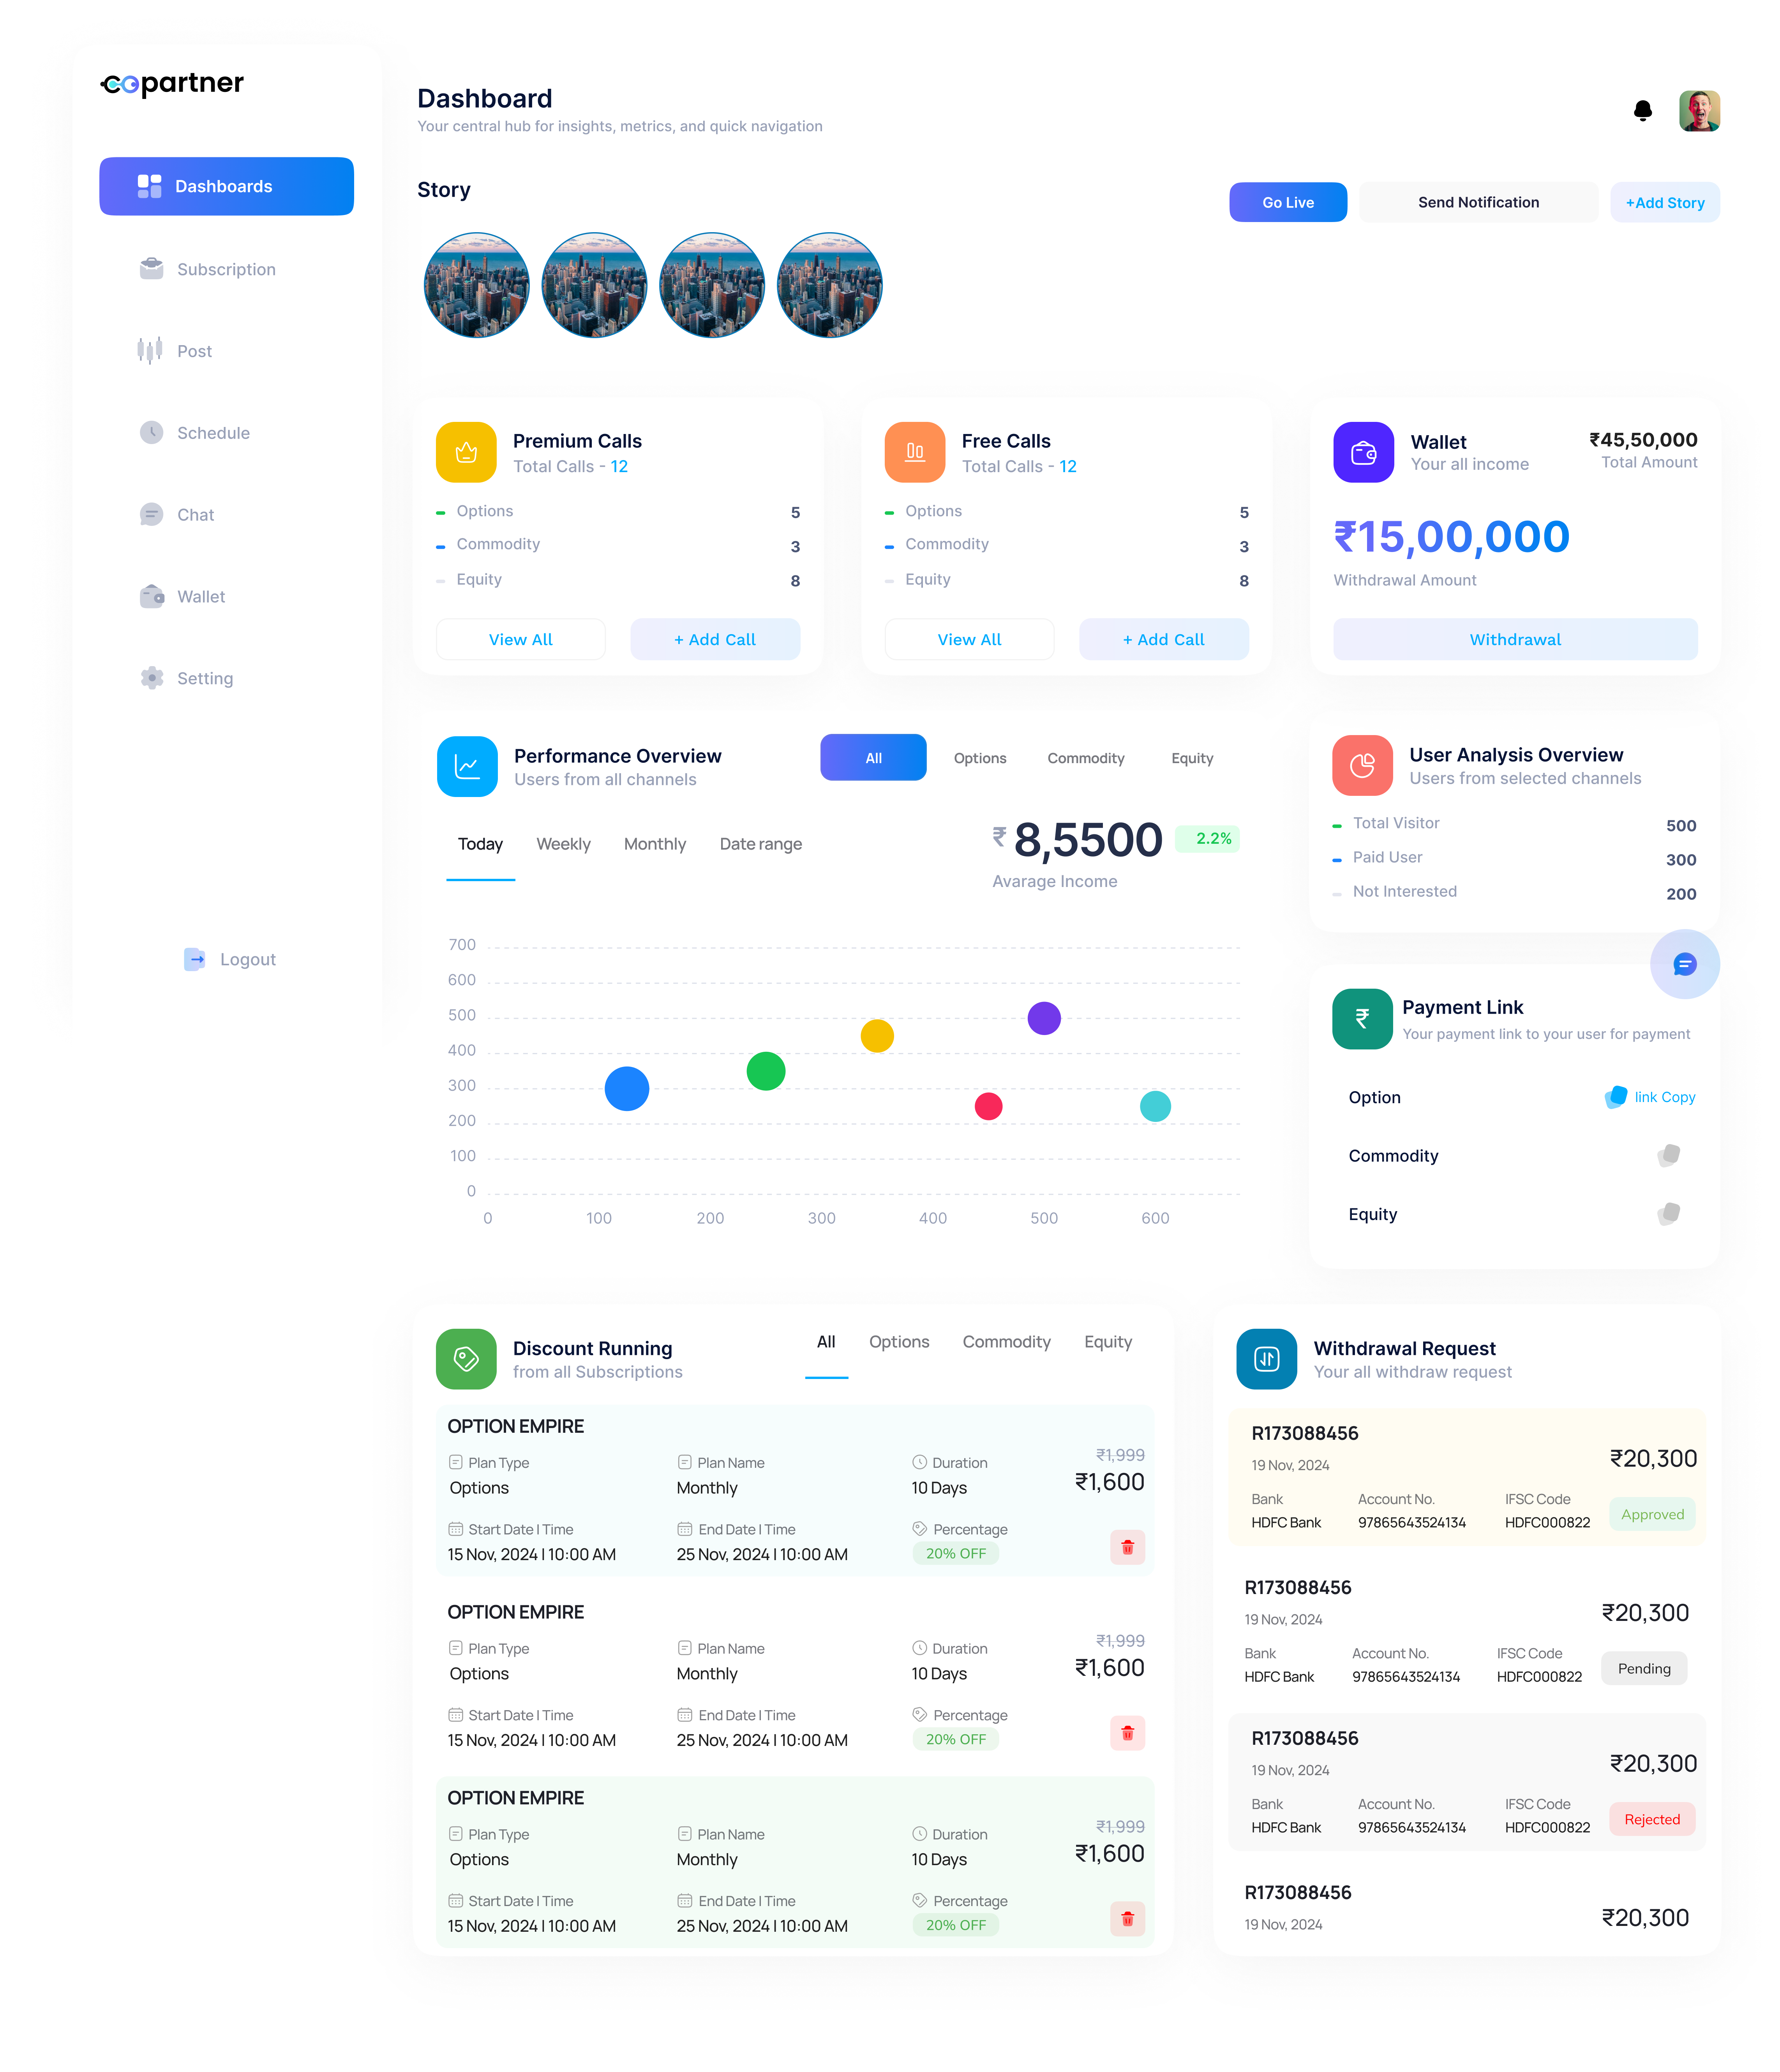 copartner
Dashboards
Subscription
Post
Schedule
Chat
Wallet
Setting
Logout
Dashboard
Your central hub for insights, metrics, and quick navigation
Story
Go Live
Send Notification
+Add Story
Premium Calls
Total Calls - 12
Options 5
Commodity 3
Equity 8
View All + Add Call
Free Calls
Total Calls - 12
Options 5
Commodity 3
Equity 8
View All + Add Call
Wallet ₹45,50,000
Your all income Total Amount
₹15,00,000
Withdrawal Amount
Withdrawal
Performance Overview
Users from all channels
All Options Commodity Equity
Today Weekly Monthly Date range
₹ 8,5500 2.2%
Avarage Income
700
600
500
400
300
200
100
0
0 100 200 300 400 500 600
User Analysis Overview
Users from selected channels
Total Visitor 500
Paid User 300
Not Interested 200
₹ Payment Link
Your payment link to your user for payment
Option link Copy
Commodity
Equity
Discount Running
from all Subscriptions
All Options Commodity Equity
OPTION EMPIRE
Plan Type Plan Name Duration ₹1,999
Options Monthly 10 Days ₹1,600
Start Date | Time End Date | Time Percentage
15 Nov, 2024 | 10:00 AM 25 Nov, 2024 | 10:00 AM 20% OFF
OPTION EMPIRE
Plan Type Plan Name Duration ₹1,999
Options Monthly 10 Days ₹1,600
Start Date | Time End Date | Time Percentage
15 Nov, 2024 | 10:00 AM 25 Nov, 2024 | 10:00 AM 20% OFF
OPTION EMPIRE
Plan Type Plan Name Duration ₹1,999
Options Monthly 10 Days ₹1,600
Start Date | Time End Date | Time Percentage
15 Nov, 2024 | 10:00 AM 25 Nov, 2024 | 10:00 AM 20% OFF
Withdrawal Request
Your all withdraw request
R173088456
19 Nov, 2024 ₹20,300
Bank Account No. IFSC Code
HDFC Bank 97865643524134 HDFC000822 Approved
R173088456
19 Nov, 2024 ₹20,300
Bank Account No. IFSC Code
HDFC Bank 97865643524134 HDFC000822 Pending
R173088456
19 Nov, 2024 ₹20,300
Bank Account No. IFSC Code
HDFC Bank 97865643524134 HDFC000822 Rejected
R173088456
19 Nov, 2024 ₹20,300